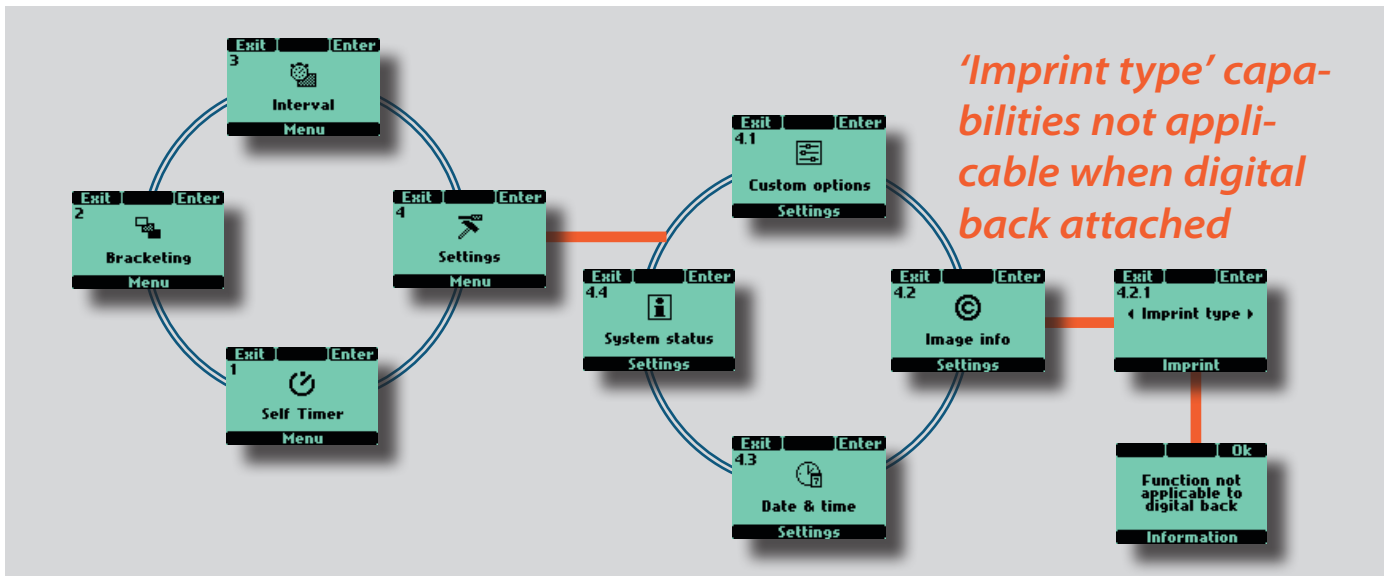 Exit Enter
3
Interval
Menu
Exit Enter
2
Bracketing
Menu
Exit Enter
4
Settings
Menu
Exit Enter
1
Self Timer
Menu
Exit Enter
4.1
Custom options
Settings
Exit Enter
4.4
System status
Settings
Exit Enter
4.2
Image info
Settings
Exit Enter
4.3
Date & time
Settings
‘Imprint type’ capa-
bilities not appli-
cable when digital
back attached
Exit Enter
4.2.1
Imprint type
Imprint
Ok
Function not
applicable to
digital back
Information